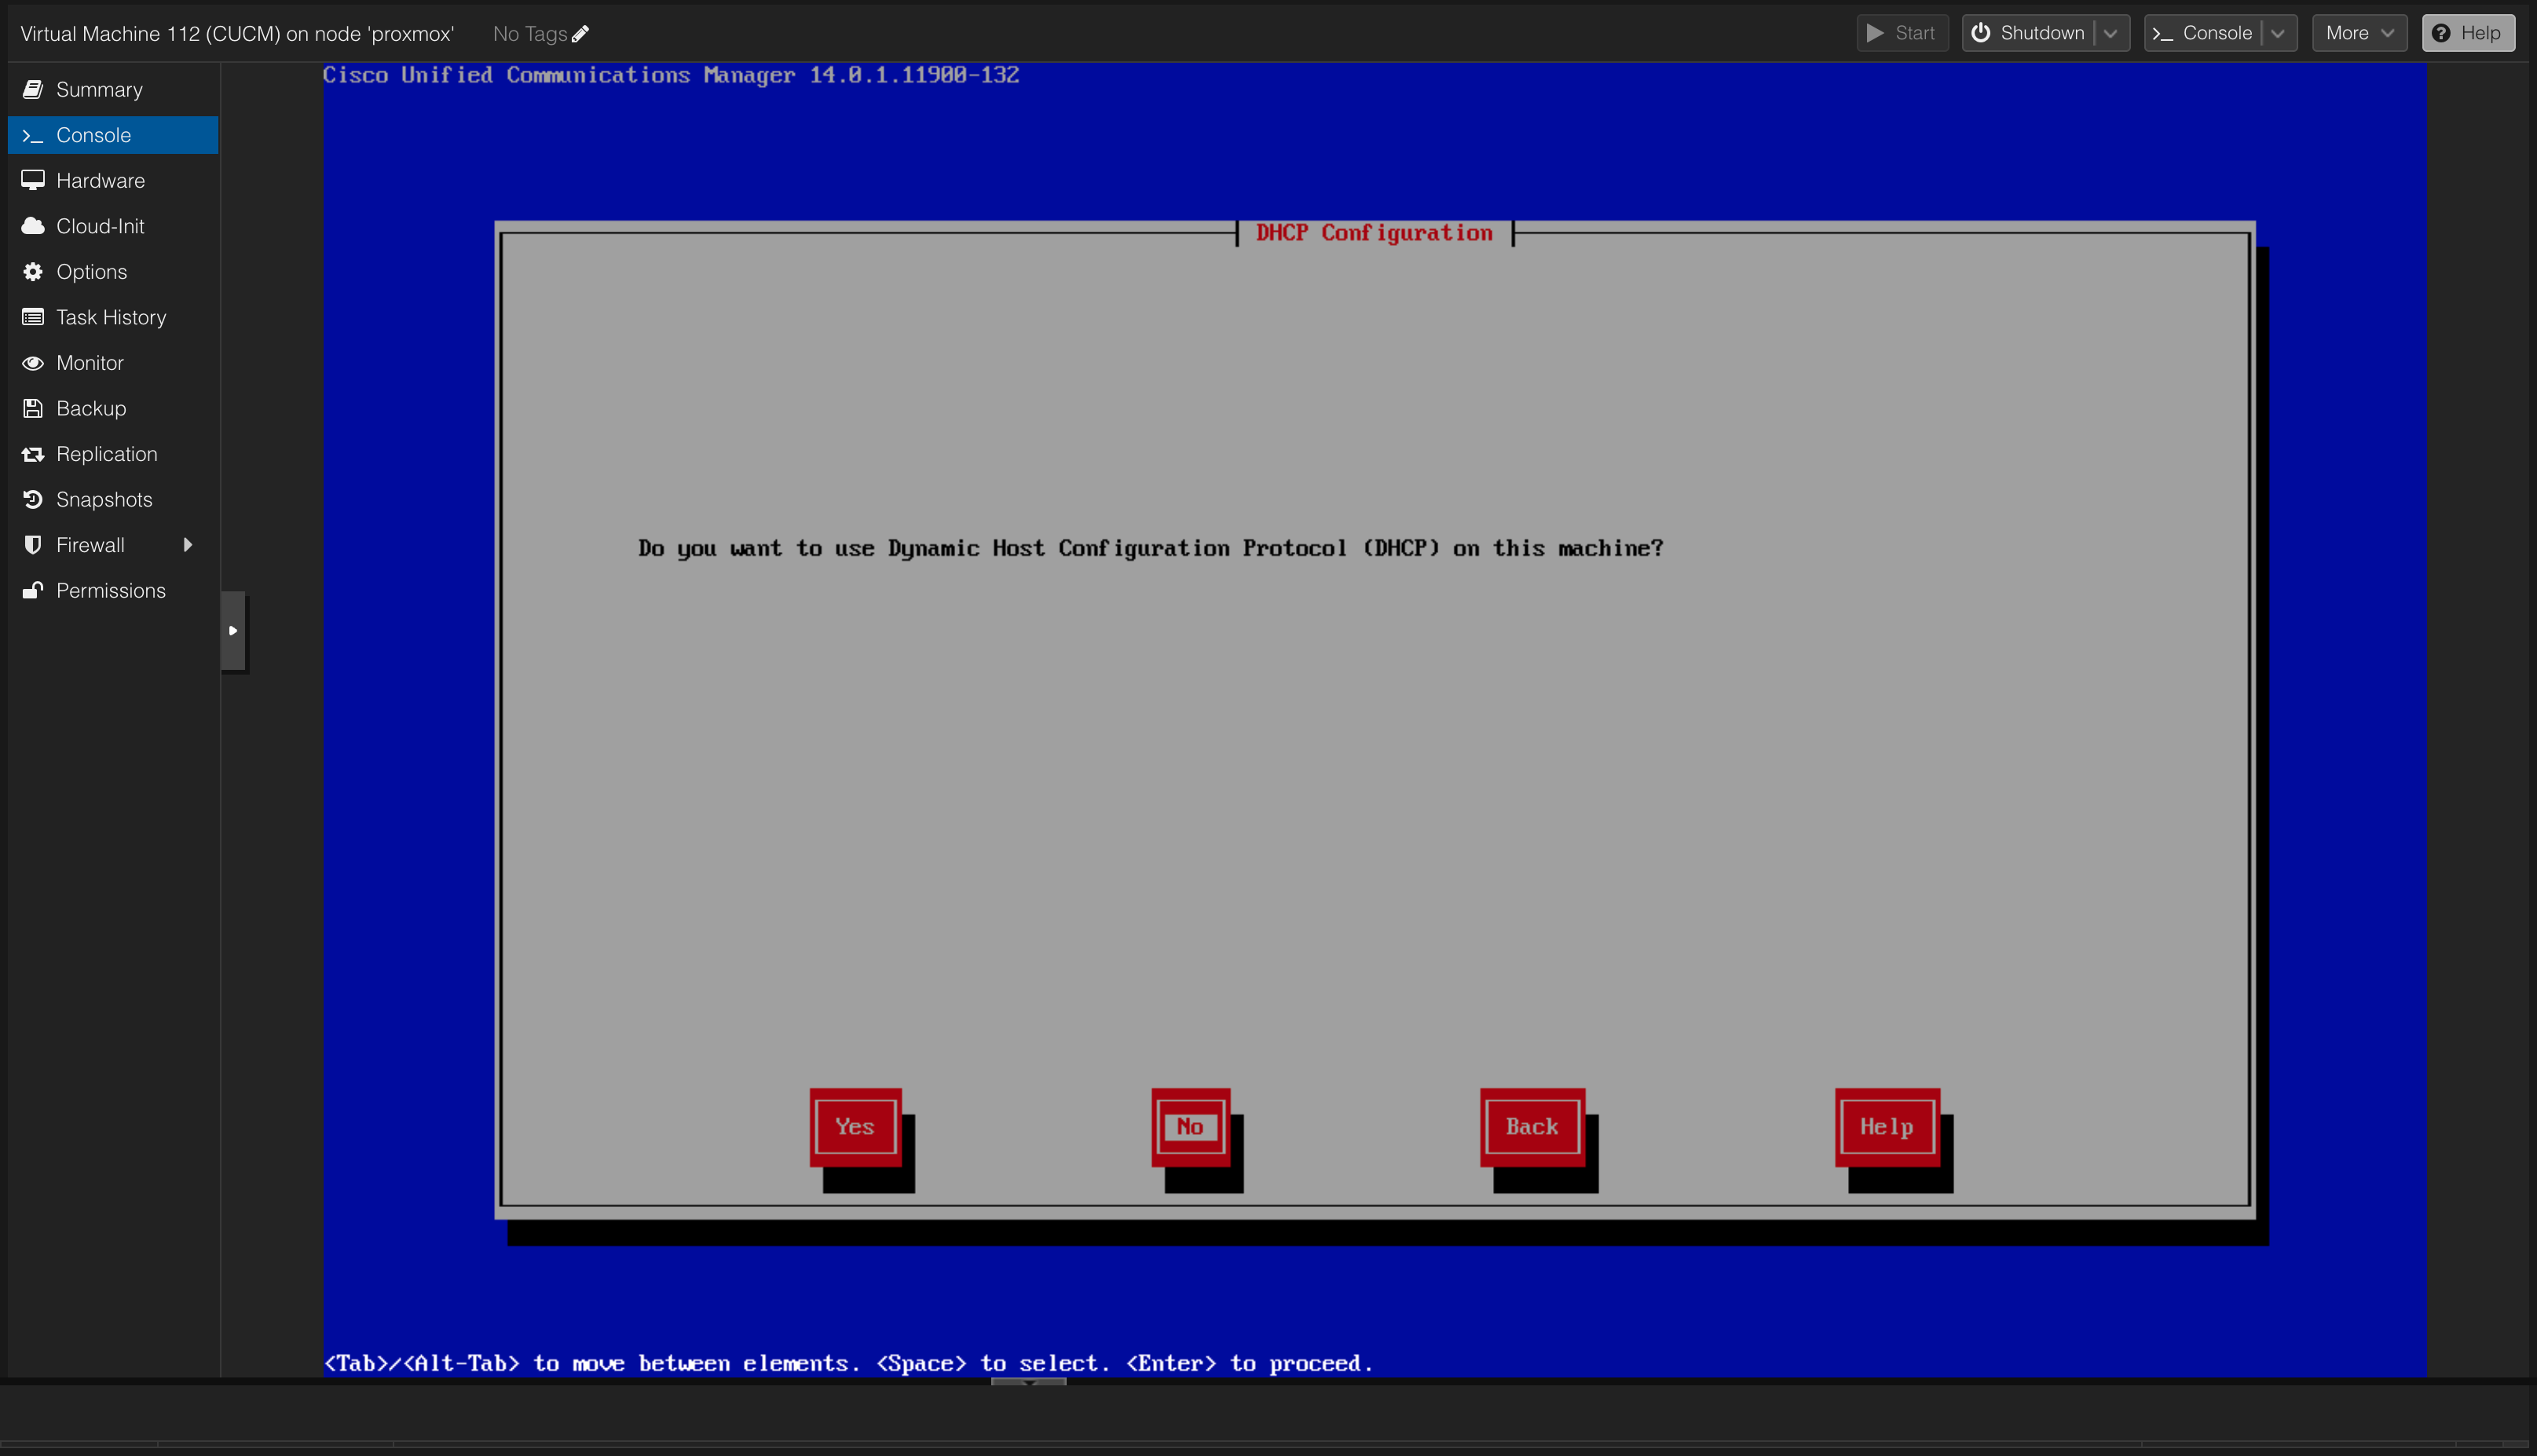 Virtual Machine 112 (CUCM) on node 'proxmox' No Tags Start Shutdown >_ Console More ? Help
Summary
>_ Console
Hardware
Cloud-Init
Options
Task History
Monitor
Backup
Replication
Snapshots
Firewall
Permissions
Cisco Unified Communications Manager 14.0.1.11900-132
DHCP Configuration
Do you want to use Dynamic Host Configuration Protocol (DHCP) on this machine?
Yes No Back Help
<Tab>/<Alt-Tab> to move between elements. <Space> to select. <Enter> to proceed.